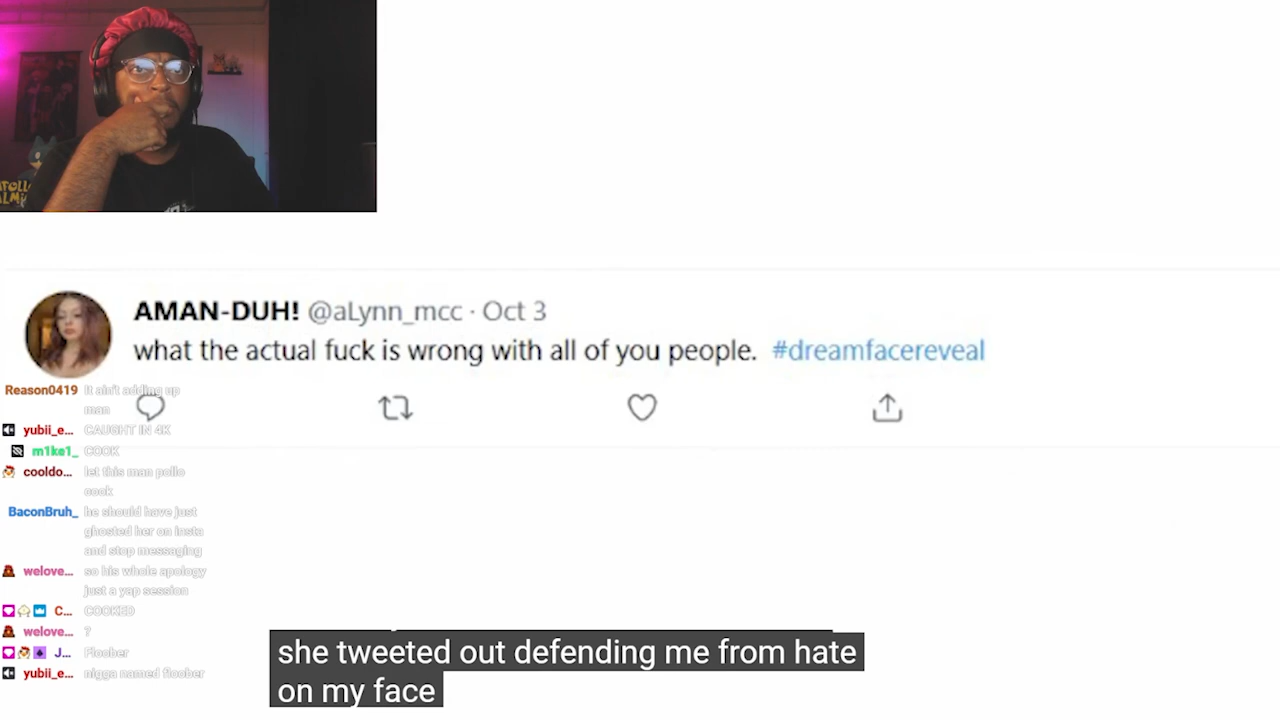 AMAN-DUH! @aLynn_mcc · Oct 3
what the actual fuck is wrong with all of you people. #dreamfacereveal
Reason0419 It ain't adding up
man
yubii_e... CAUGHT IN 4K
m1ke1_ COOK
cooldo... let this man pollo
cook
BaconBruh_ he should have just
ghosted her on insta
and stop messaging
welove... so his whole apology
just a yap session
C... COOKED
welove... ?
J... Floober
yubii_e... nigga named floober
she tweeted out defending me from hate
on my face